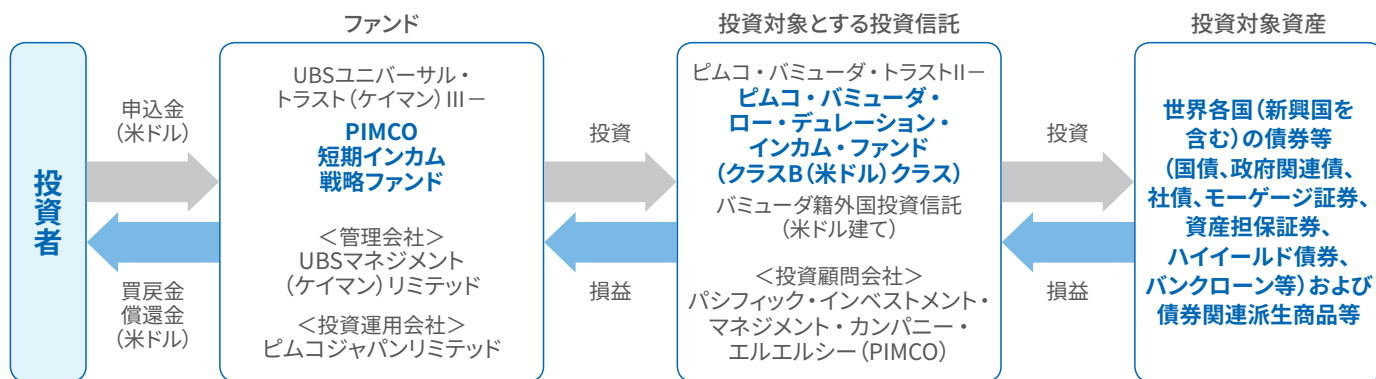 投資者
申込金
(米ドル)
買戻金
償還金
(米ドル)
ファンド
UBSユニバーサル・
トラスト(ケイマン)III－
PIMCO
短期インカム
戦略ファンド
＜管理会社＞
UBSマネジメント
(ケイマン)リミテッド
＜投資運用会社＞
ピムコジャパンリミテッド
投資
損益
投資対象とする投資信託
ピムコ・バミューダ・トラストII－
ピムコ・バミューダ・
ロー・デュレーション・
インカム・ファンド
(クラスB(米ドル)クラス)
バミューダ籍外国投資信託
(米ドル建て)
＜投資顧問会社＞
パシフィック・インベストメント・
マネジメント・カンパニー・
エルエルシー(PIMCO)
投資
損益
投資対象資産
世界各国(新興国を
含む)の債券等
(国債、政府関連債、
社債、モーゲージ証券、
資産担保証券、
ハイイールド債券、
バンクローン等)および
債券関連派生商品等